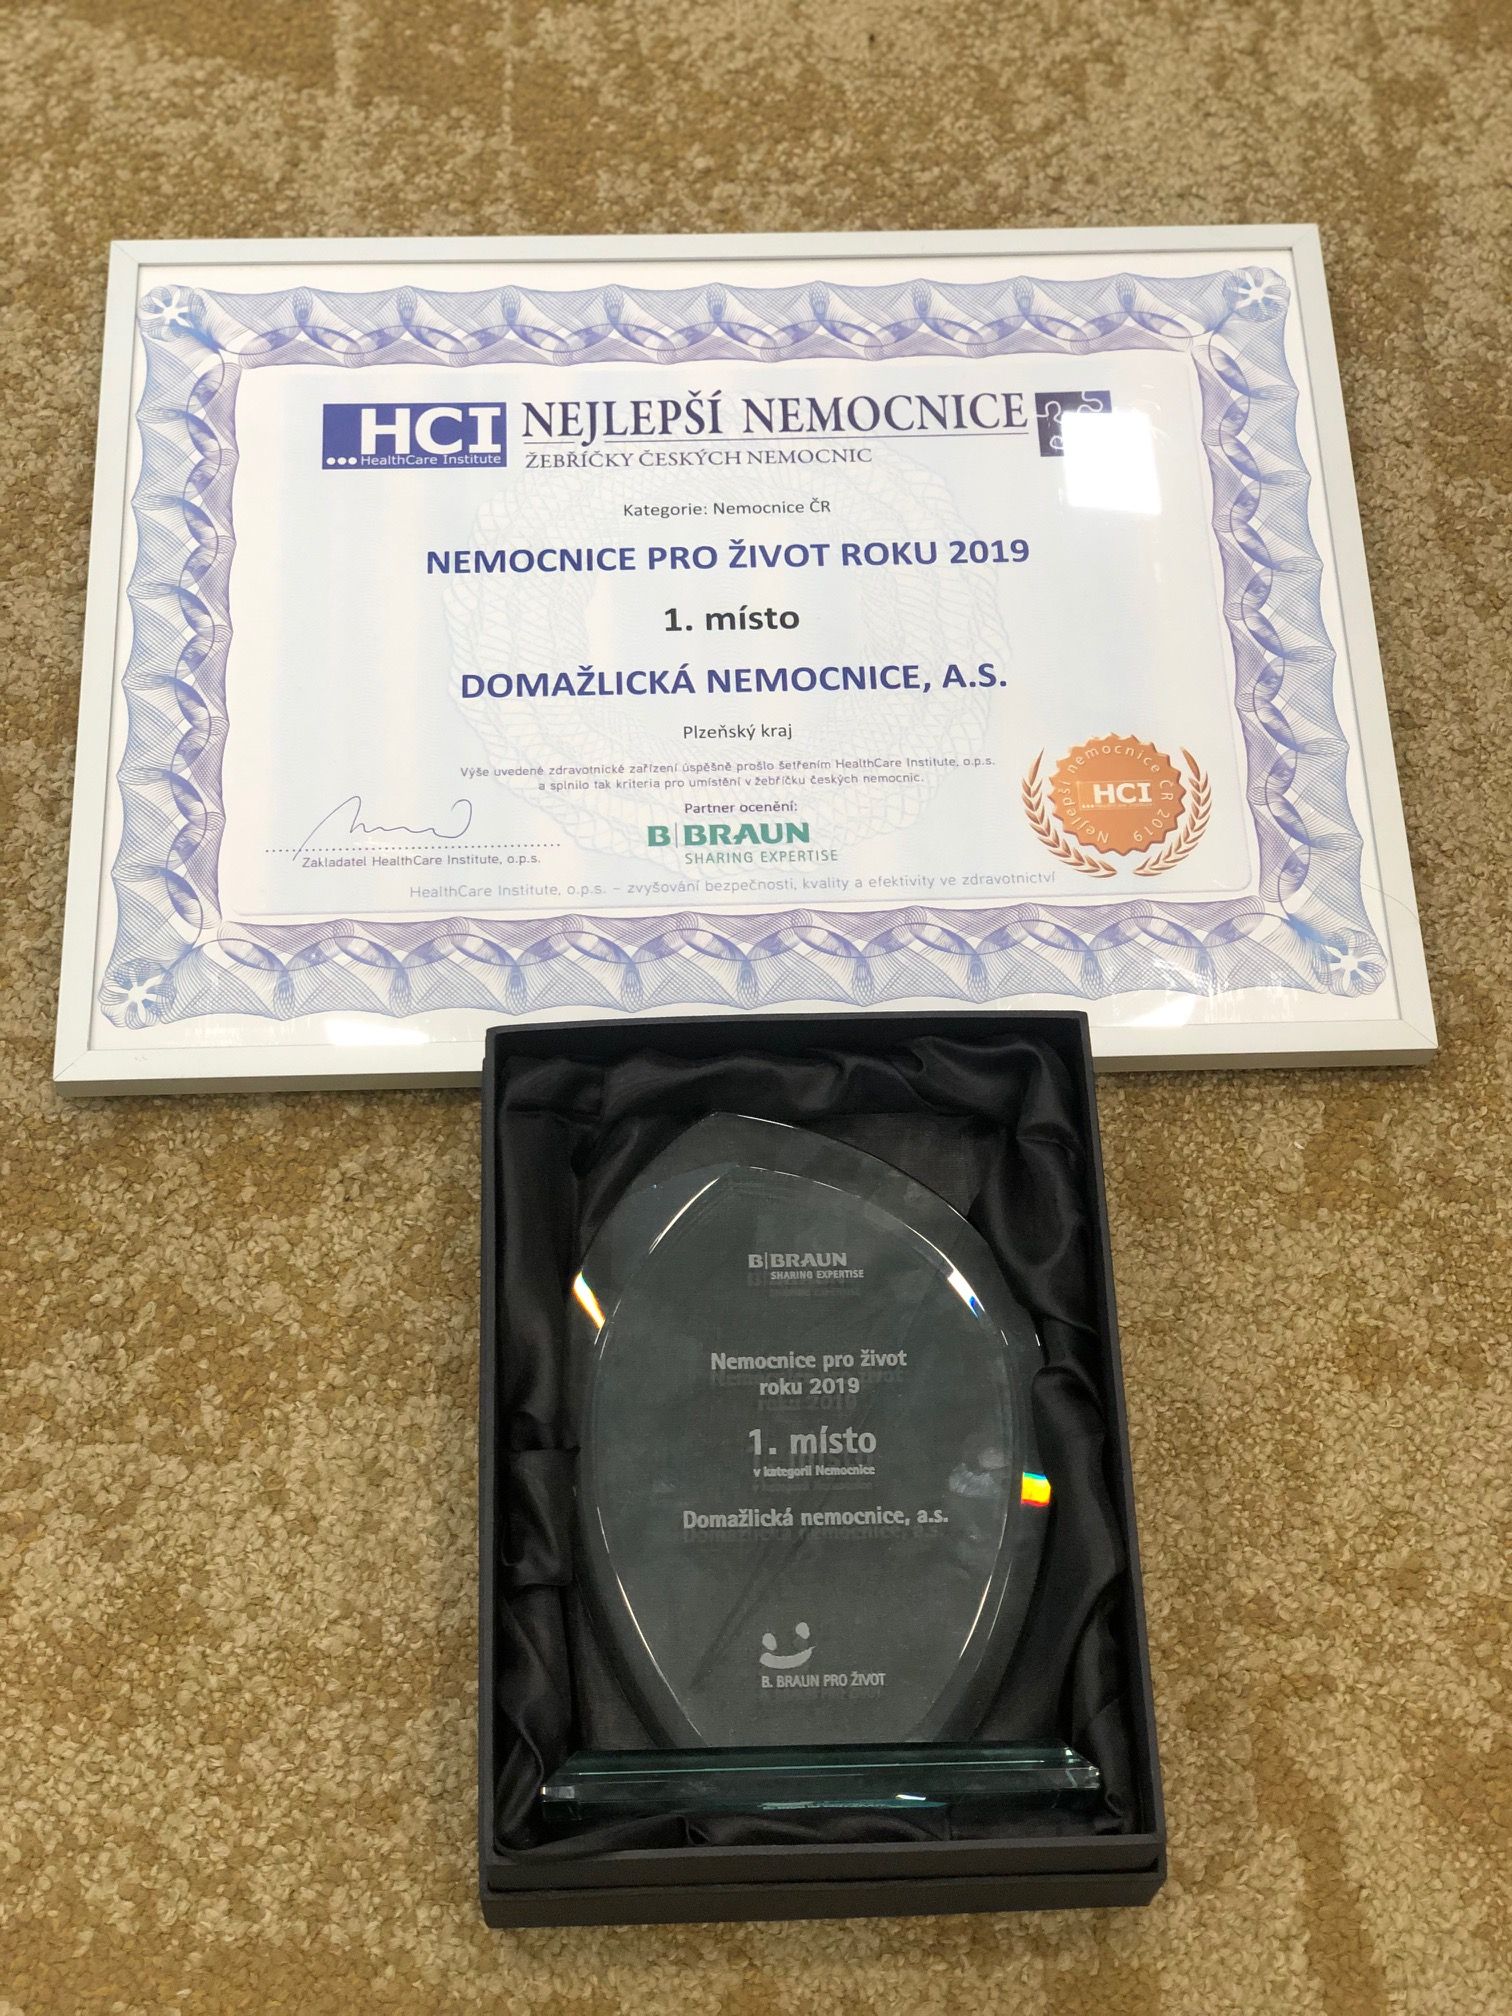 HCI
HealthCare Institute
NEJLEPŠÍ NEMOCNICE
ŽEBŘÍČKY ČESKÝCH NEMOCNIC
Kategorie: Nemocnice ČR
NEMOCNICE PRO ŽIVOT ROKU 2019
1. místo
DOMAŽLICKÁ NEMOCNICE, A.S.
Plzeňský kraj
Výše uvedené zdravotnické zařízení úspěšně prošlo šetřením HealthCare Institute, o.p.s.
a splnilo tak kriteria pro umístění v žebříčku českých nemocnic.
Partner ocenění:
B|BRAUN
SHARING EXPERTISE
Zakladatel HealthCare Institute, o.p.s.
Nejlepší nemocnice ČR 2019
HCI
HealthCare Institute, o.p.s. – zvyšování bezpečnosti, kvality a efektivity ve zdravotnictví
B|BRAUN
SHARING EXPERTISE
Nemocnice pro život
roku 2019
1. místo
v kategorii Nemocnice
Domažlická nemocnice, a.s.
B. BRAUN PRO ŽIVOT